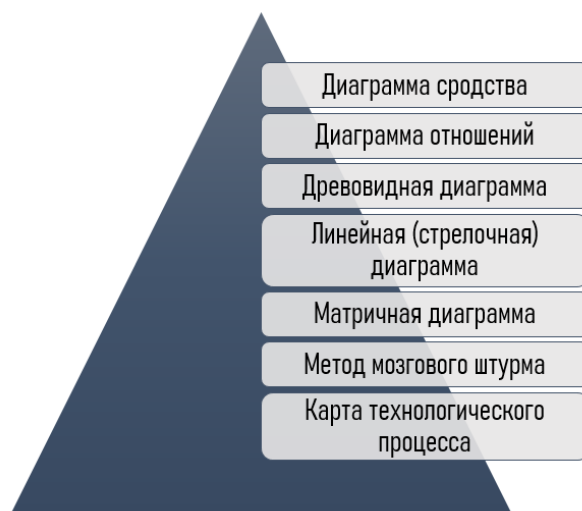 Диаграмма сродства
Диаграмма отношений
Древовидная диаграмма
Линейная (стрелочная)
диаграмма
Матричная диаграмма
Метод мозгового штурма
Карта технологического
процесса